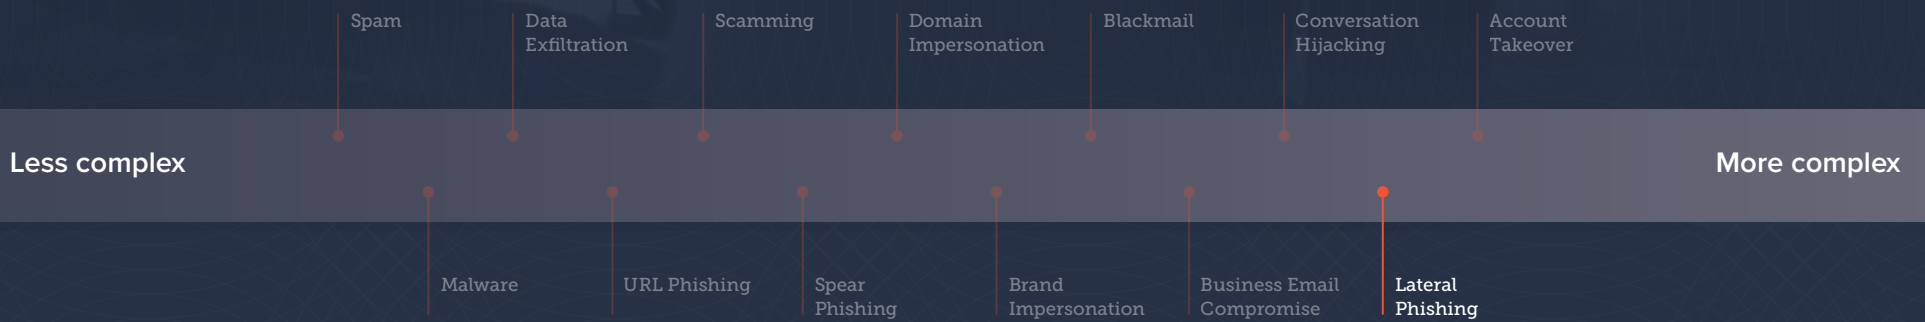 Spam
Data
Exfiltration
Scamming
Domain
Impersonation
Blackmail
Conversation
Hijacking
Account
Takeover
Less complex
More complex
Malware
URL Phishing
Spear
Phishing
Brand
Impersonation
Business Email
Compromise
Lateral
Phishing